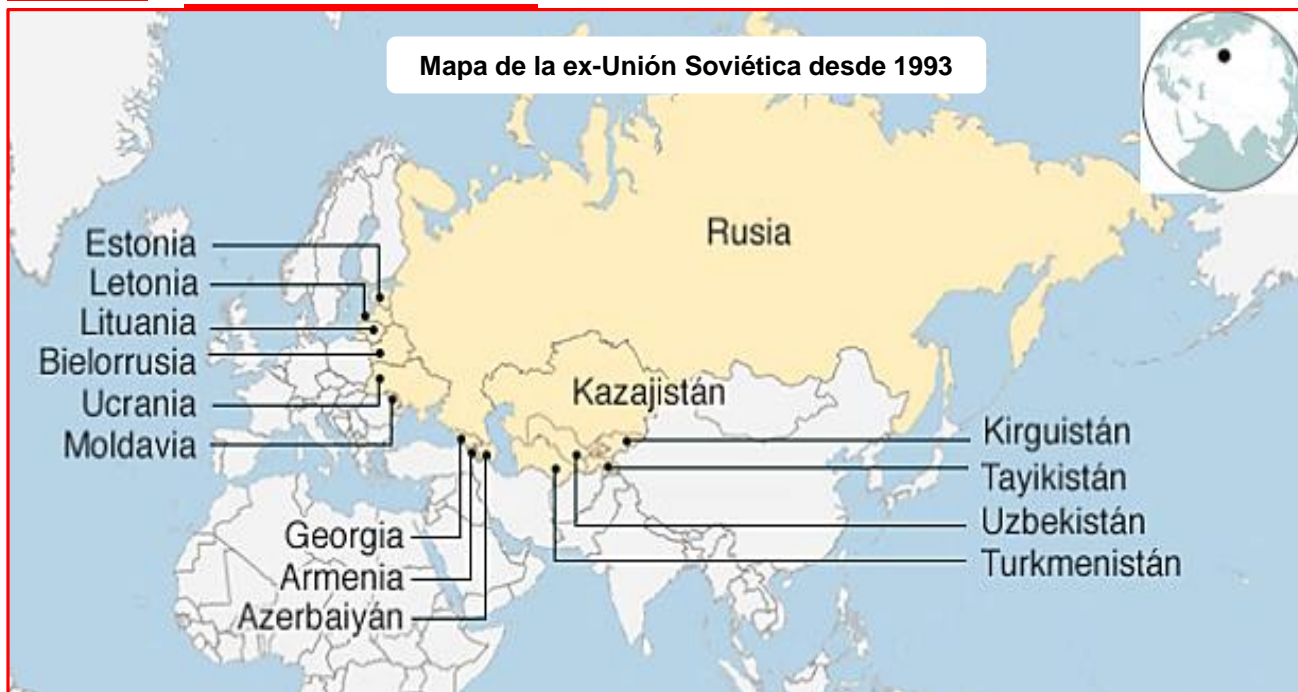 Mapa de la ex-Unión Soviética desde 1993
Rusia
Estonia
Letonia
Lituania
Bielorrusia
Ucrania
Moldavia
Kazajistán
Georgia
Armenia
Azerbaiyán
Kirguistán
Tayikistán
Uzbekistán
Turkmenistán